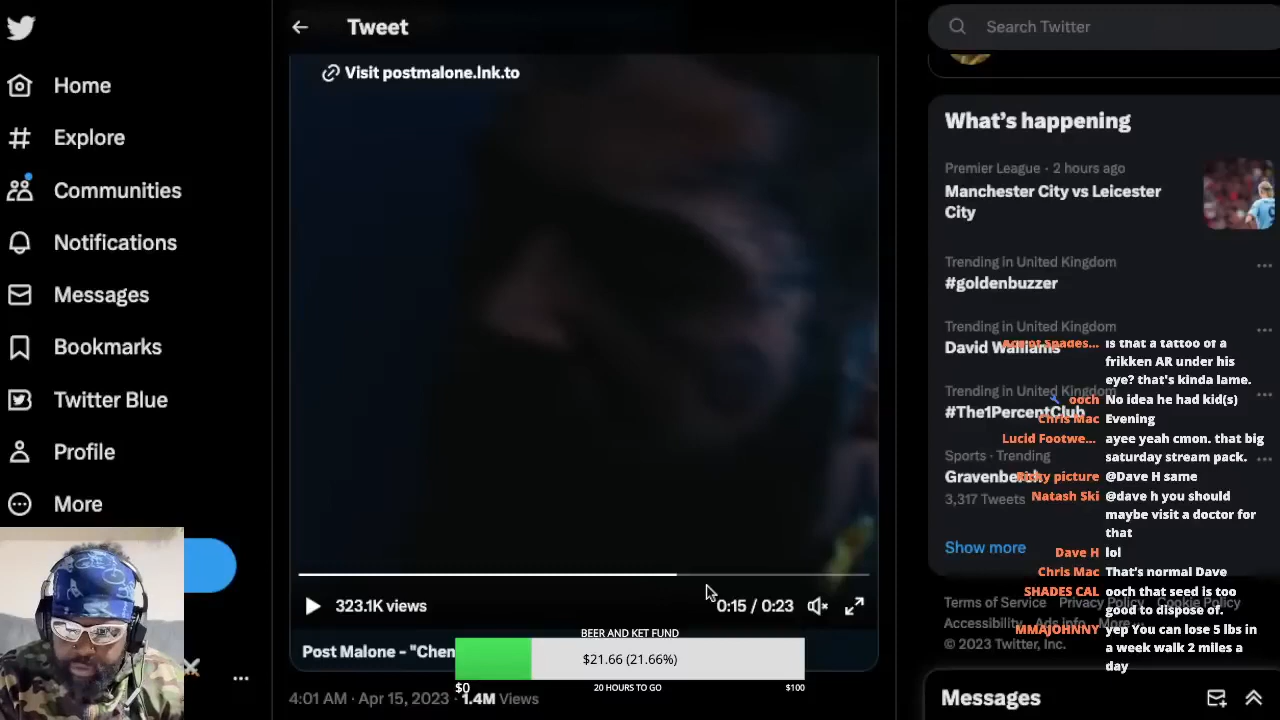 Tweet
Search Twitter
Visit postmalone.lnk.to
Home
Explore
Communities
Notifications
Messages
Bookmarks
Twitter Blue
Profile
More
323.1K views
0:15 / 0:23
Post Malone - "Chem
4:01 AM · Apr 15, 2023 · 1.4M Views
BEER AND KET FUND
$21.66 (21.66%)
$0
20 HOURS TO GO
$100
What's happening
Premier League · 2 hours ago
Manchester City vs Leicester
City
Trending in United Kingdom
#goldenbuzzer
Trending in United Kingdom
David Walliams
Trending in United Kingdom
#The1PercentClub
Sports · Trending
Gravenberch
3,317 Tweets
Show more
Terms of Service Privacy Policy Cookie Policy
Accessibility Ads info More
© 2023 Twitter, Inc.
Messages
Ace of Spades... is that a tattoo of a
frikken AR under his
eye? that's kinda lame.
ooch No idea he had kid(s)
Chris Mac Evening
Lucid Footwe... ayee yeah cmon. that big
saturday stream pack.
Risky picture @Dave H same
Natash Ski @dave h you should
maybe visit a doctor for
that
Dave H lol
Chris Mac That's normal Dave
SHADES CAL ooch that seed is too
good to dispose of.
MMAJOHNNY yep You can lose 5 lbs in
a week walk 2 miles a
day